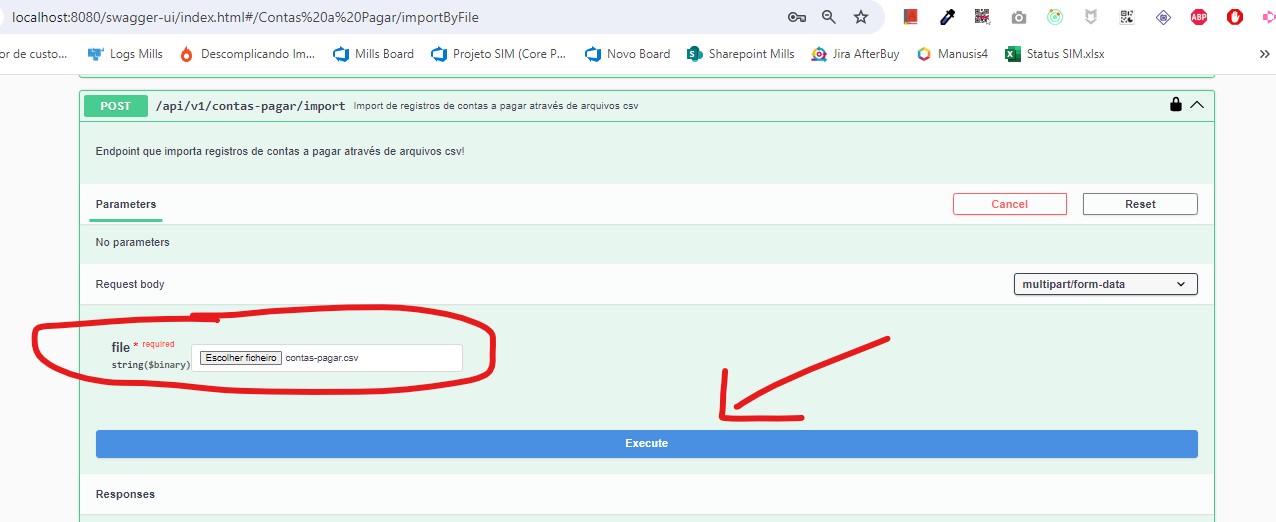 localhost:8080/swagger-ui/index.html#/Contas%20a%20Pagar/importByFile
ABP
or de custo... Logs Mills Descomplicando Im... Mills Board Projeto SIM (Core P... Novo Board Sharepoint Mills Jira AfterBuy Manusis4 Status SIM.xlsx »
POST /api/v1/contas-pagar/import Import de registros de contas a pagar através de arquivos csv
Endpoint que importa registros de contas a pagar através de arquivos csv!
Parameters Cancel Reset
No parameters
Request body multipart/form-data
file * required
string($binary) Escolher ficheiro contas-pagar.csv
Execute
Responses